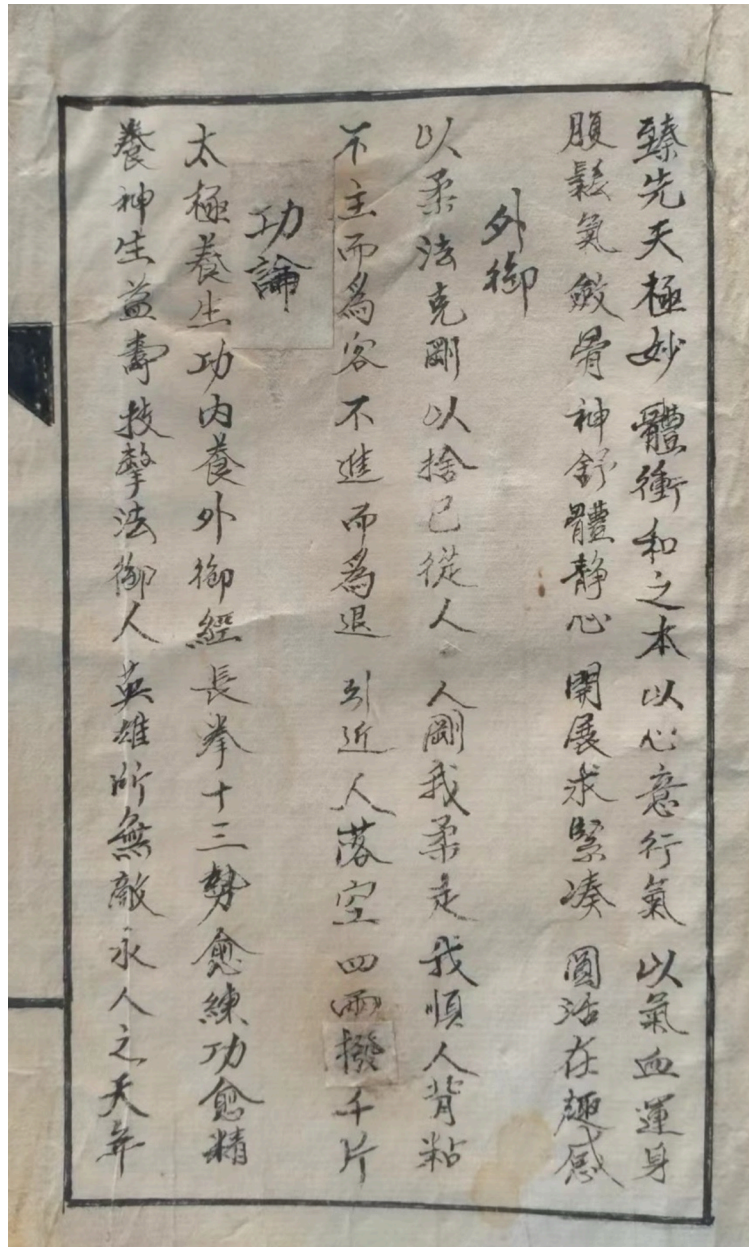 臻先天極妙 體衝和之本 以心意行氣 以氣血運身
腹鬆氣斂骨 神舒體静心 開展求緊凑 圓活在趣感
外御
以柔法克剛 以捨己從人 人剛我柔走 我順人背粘
不主而為客 不進而為退 引近人落空 四兩撥千片
功論
太極養生功 内養外御經 長拳十三勢 愈練功愈精
養神生益壽 技擊法御人 英雄所無敵 永人之天年